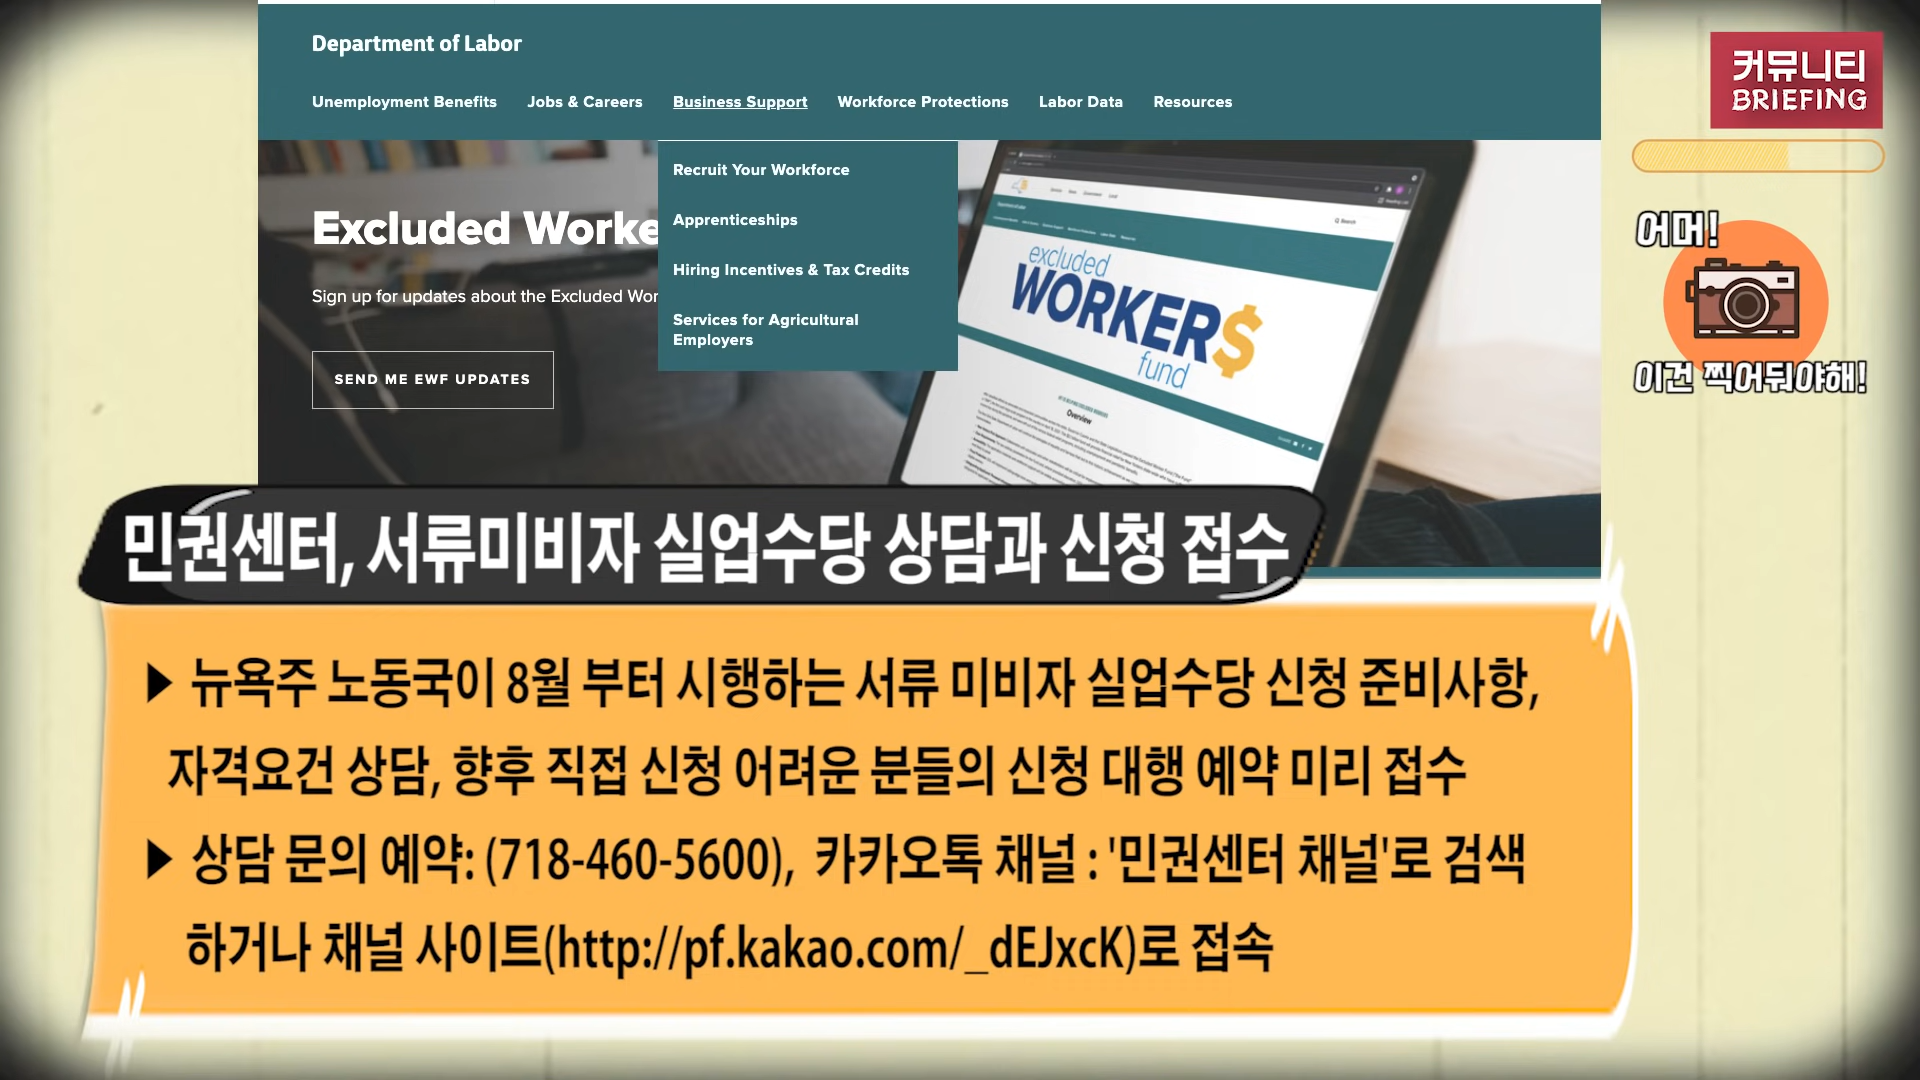 Department of Labor
Unemployment Benefits Jobs & Careers Business Support Workforce Protections Labor Data Resources
커뮤니티
BRIEFING
Recruit Your Workforce
Apprenticeships
Hiring Incentives & Tax Credits
Services for Agricultural
Employers
Excluded Worke
Sign up for updates about the Excluded Wor
SEND ME EWF UPDATES
excluded
WORKER$
fund
Overview
어머!
이건 찍어둬야해!
민권센터, 서류미비자 실업수당 상담과 신청 접수
▶ 뉴욕주 노동국이 8월 부터 시행하는 서류 미비자 실업수당 신청 준비사항,
자격요건 상담, 향후 직접 신청 어려운 분들의 신청 대행 예약 미리 접수
▶ 상담 문의 예약: (718-460-5600), 카카오톡 채널 : '민권센터 채널'로 검색
하거나 채널 사이트(http://pf.kakao.com/_dEJxcK)로 접속